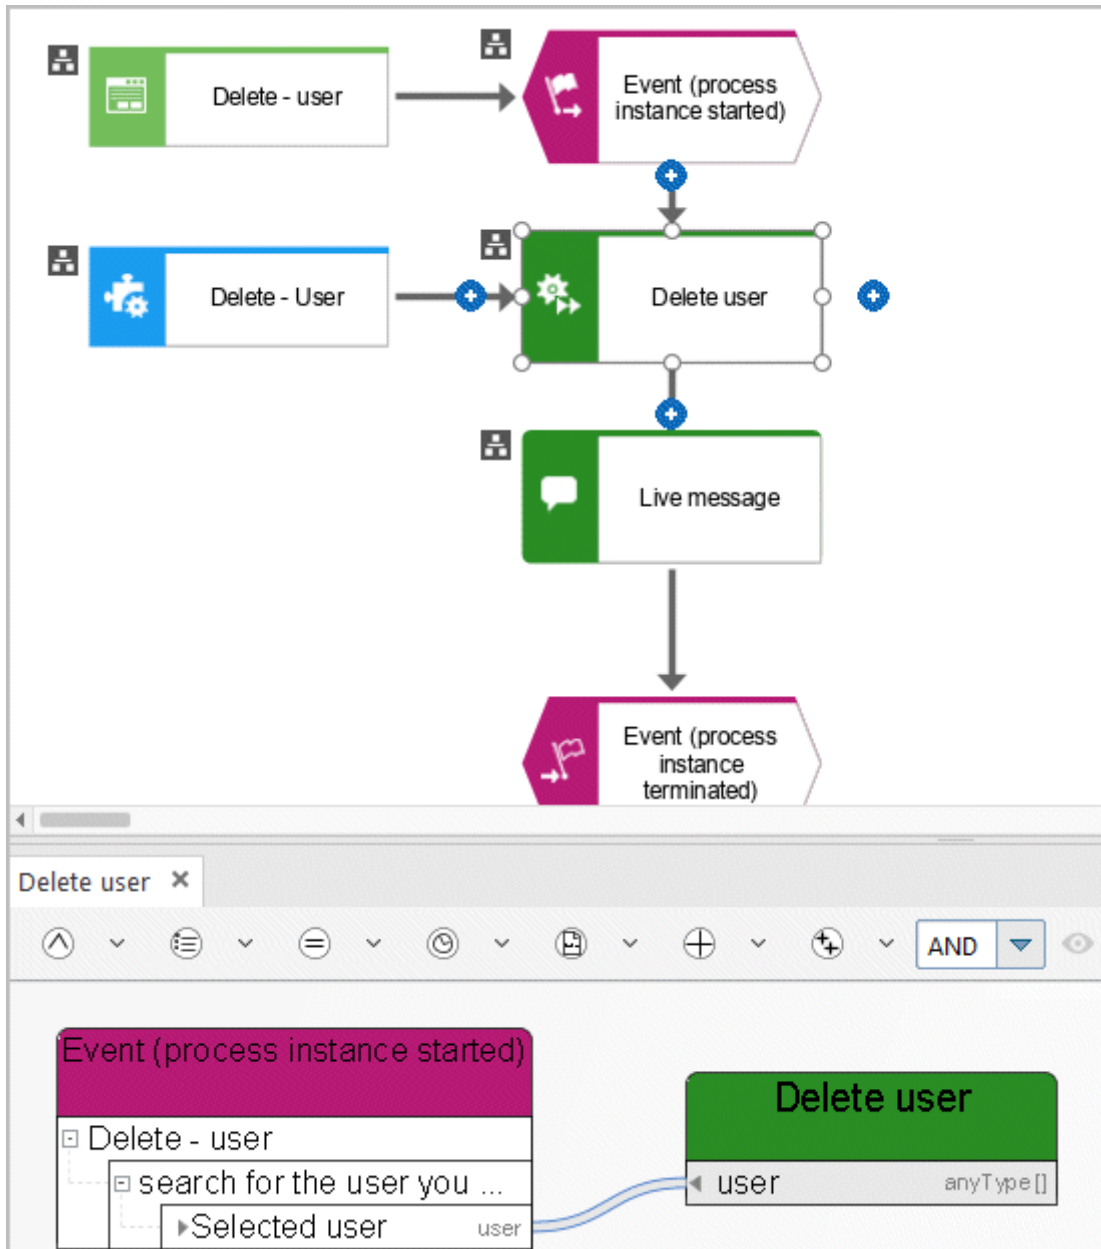 Delete - user
Event (process
instance started)
Delete - User
Delete user
Live message
Event (process
instance
terminated)
Delete user
AND
Event (process instance started)
Delete user
Delete - user
search for the user you ...
user anyType[]
Selected user user